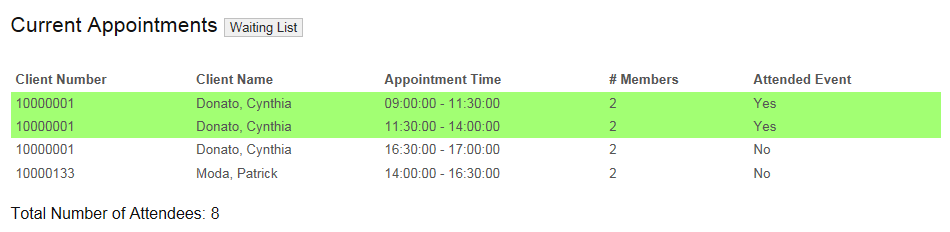 Current Appointments Waiting List
Client Number Client Name Appointment Time # Members Attended Event
10000001 Donato, Cynthia 09:00:00 - 11:30:00 2 Yes
10000001 Donato, Cynthia 11:30:00 - 14:00:00 2 Yes
10000001 Donato, Cynthia 16:30:00 - 17:00:00 2 No
10000133 Moda, Patrick 14:00:00 - 16:30:00 2 No
Total Number of Attendees: 8